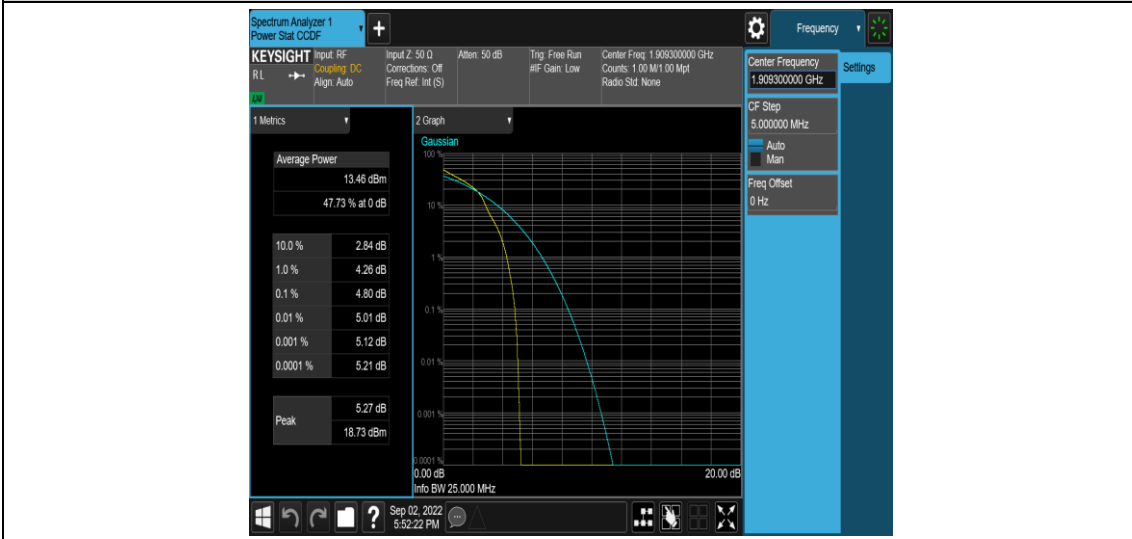 Spectrum Analyzer 1
Power Stat CCDF
+
Frequency
KEYSIGHT
RL
LXI
Input: RF
Coupling: DC
Align: Auto
Input Z: 50 Ω
Corrections: Off
Freq Ref: Int (S)
Atten: 50 dB
Trig: Free Run
#IF Gain: Low
Center Freq: 1.909300000 GHz
Counts: 1.00 M/1.00 Mpt
Radio Std: None
Center Frequency
1.909300000 GHz
Settings
CF Step
5.000000 MHz
Auto
Man
Freq Offset
0 Hz
1 Metrics
Average Power
13.46 dBm
47.73 % at 0 dB
10.0 % 2.84 dB
1.0 % 4.26 dB
0.1 % 4.80 dB
0.01 % 5.01 dB
0.001 % 5.12 dB
0.0001 % 5.21 dB
Peak
5.27 dB
18.73 dBm
2 Graph
Gaussian
100 %
10 %
1 %
0.1 %
0.01 %
0.001 %
0.0001 %
0.00 dB 20.00 dB
Info BW 25.000 MHz
?
Sep 02, 2022
5:52:22 PM